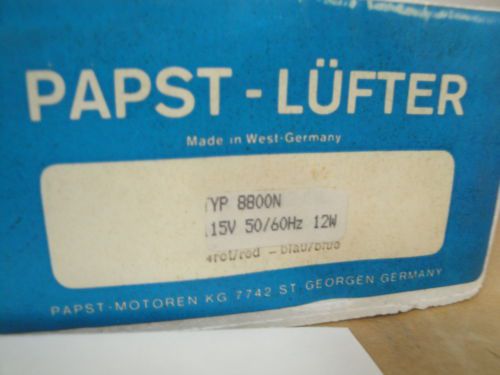 PAPST - LÜFTER
Made in West-Germany
TYP 8800N
115V 50/60Hz 12W
rot/red - blau/blue
PAPST-MOTOREN KG 7742 ST GEORGEN GERMANY